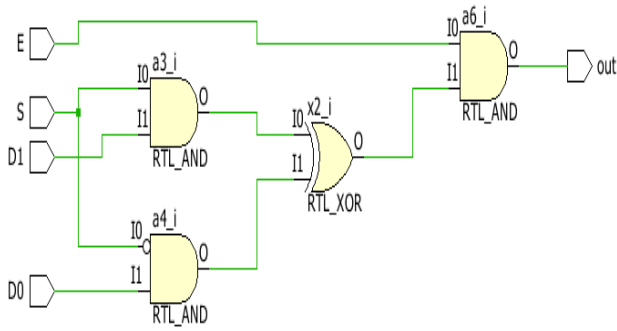 E
S
D1
D0
a3_i
I0
I1
O
RTL_AND
a4_i
I0
I1
O
RTL_AND
x2_i
I0
I1
O
RTL_XOR
a6_i
I0
I1
O
RTL_AND
out